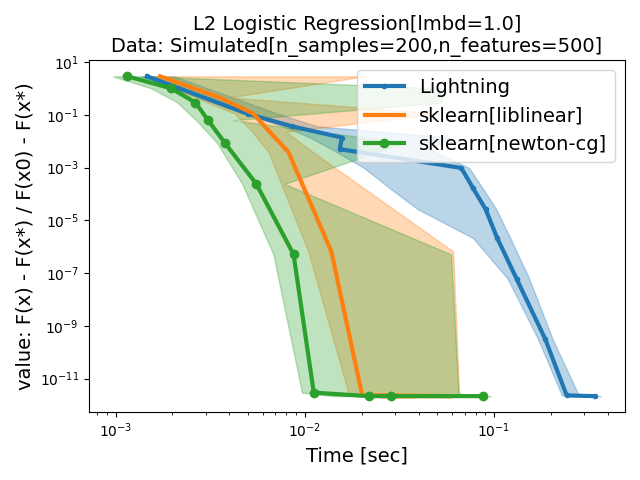 L2 Logistic Regression[lmbd=1.0]
Data: Simulated[n_samples=200,n_features=500]
value: F(x) - F(x*) / F(x0) - F(x*)
10¹
10⁻¹
10⁻³
10⁻⁵
10⁻⁷
10⁻⁹
10⁻¹¹
Lightning
sklearn[liblinear]
sklearn[newton-cg]
10⁻³
10⁻²
10⁻¹
Time [sec]